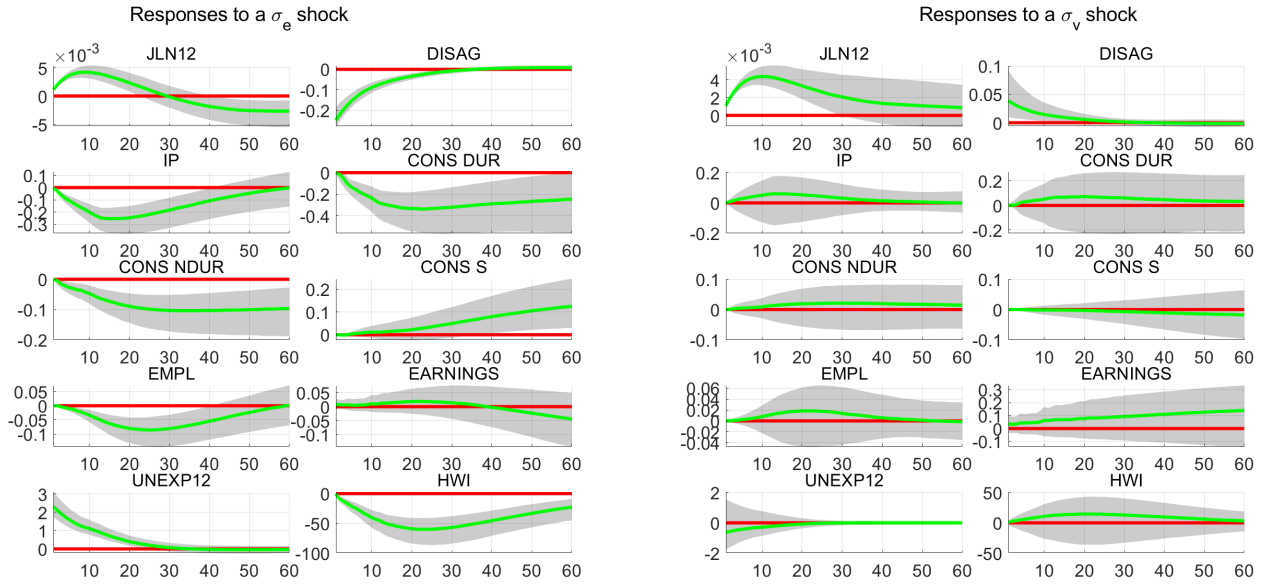 Responses to a σe shock
JLN12
×10-3
5
0
-5
10 20 30 40 50 60
DISAG
0
-0.1
-0.2
10 20 30 40 50 60
IP
0.1
0
-0.1
-0.2
-0.3
10 20 30 40 50 60
CONS DUR
0
-0.2
-0.4
10 20 30 40 50 60
CONS NDUR
0
-0.1
-0.2
10 20 30 40 50 60
CONS S
0.2
0.1
0
10 20 30 40 50 60
EMPL
0.05
0
-0.05
-0.1
10 20 30 40 50 60
EARNINGS
0.05
0
-0.05
-0.1
10 20 30 40 50 60
UNEXP12
3
2
1
0
10 20 30 40 50 60
HWI
0
-50
-100
10 20 30 40 50 60
Responses to a σv shock
JLN12
×10-3
4
2
0
10 20 30 40 50 60
DISAG
0.1
0.05
0
10 20 30 40 50 60
IP
0.2
0
-0.2
10 20 30 40 50 60
CONS DUR
0.2
0
-0.2
10 20 30 40 50 60
CONS NDUR
0.1
0
-0.1
10 20 30 40 50 60
CONS S
0.1
0
-0.1
10 20 30 40 50 60
EMPL
0.06
0.04
0.02
0
-0.02
-0.04
10 20 30 40 50 60
EARNINGS
0.3
0.2
0.1
0
-0.1
10 20 30 40 50 60
UNEXP12
2
0
-2
10 20 30 40 50 60
HWI
50
0
-50
10 20 30 40 50 60